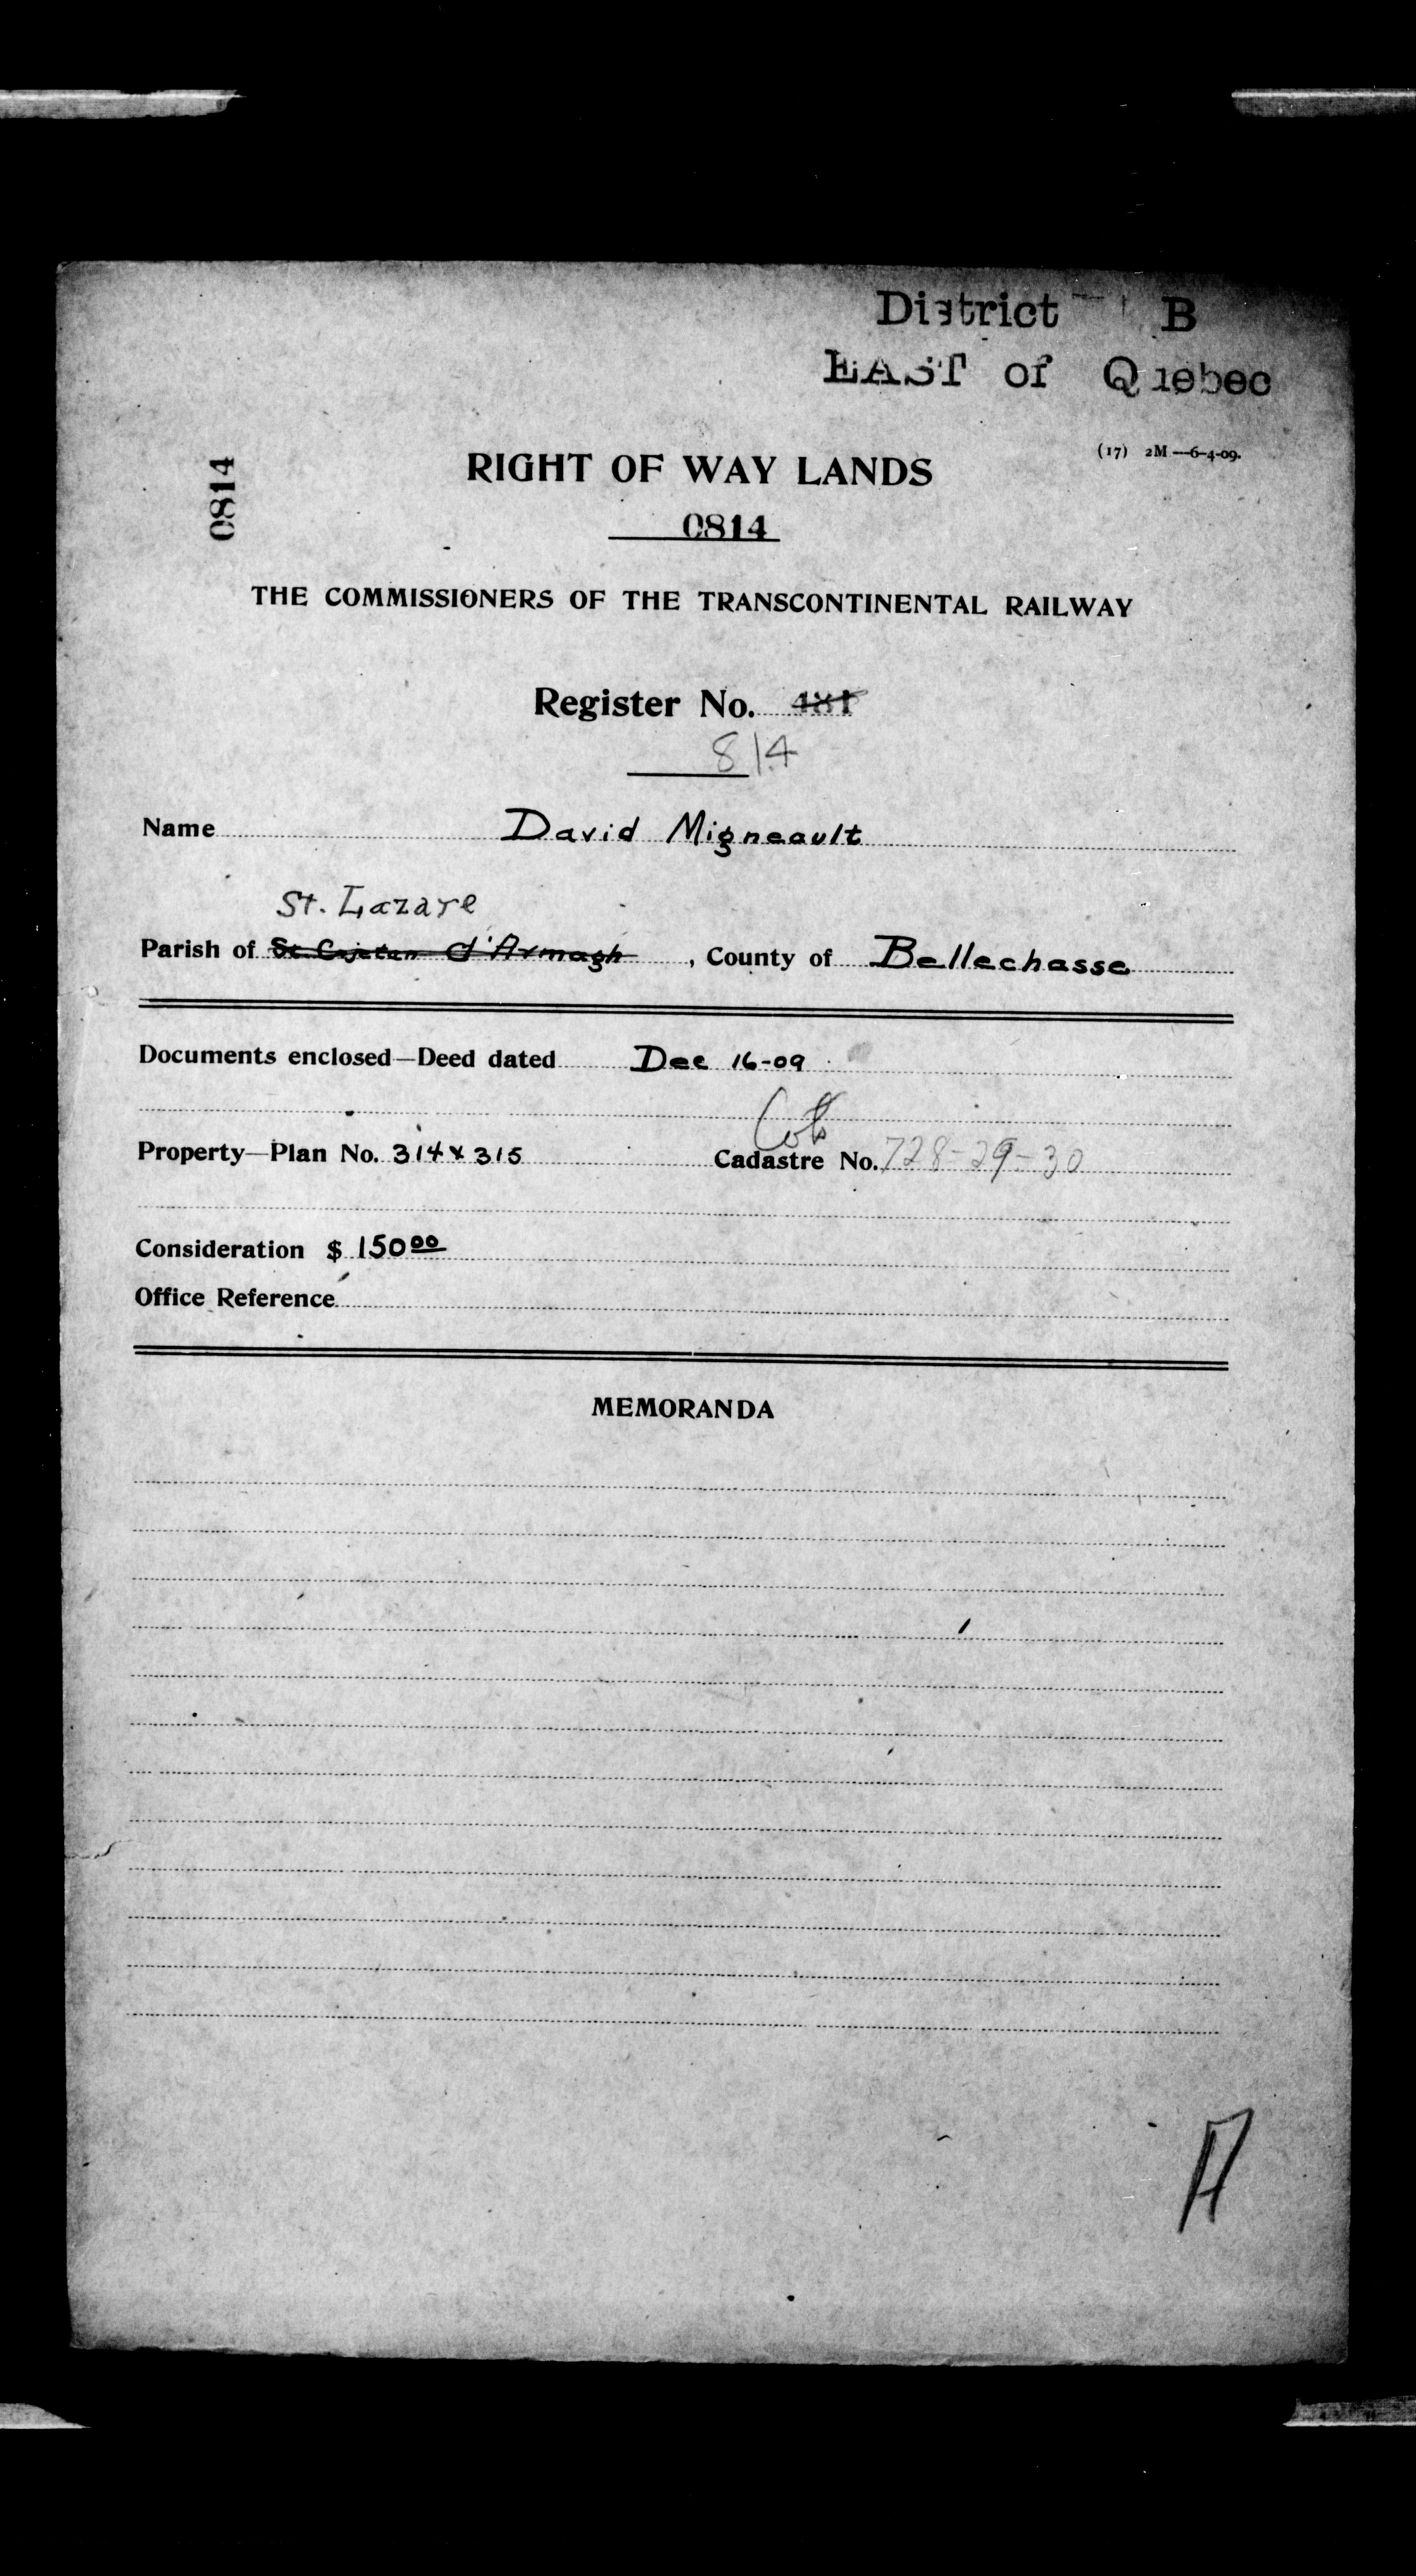 District B
EAST of Quebec
(17) 2M—6-4-09.
RIGHT OF WAY LANDS
0814
0814
THE COMMISSIONERS OF THE TRANSCONTINENTAL RAILWAY
Register No. 481
814
Name David Migneault
St. Lazare
Parish of St. Cajetan d'Armagh, County of Bellechasse
Documents enclosed—Deed dated Dec 16-09
Property—Plan No. 314 & 315 Cadastre No. 728-29-30
Consideration $ 150 00
Office Reference
MEMORANDA